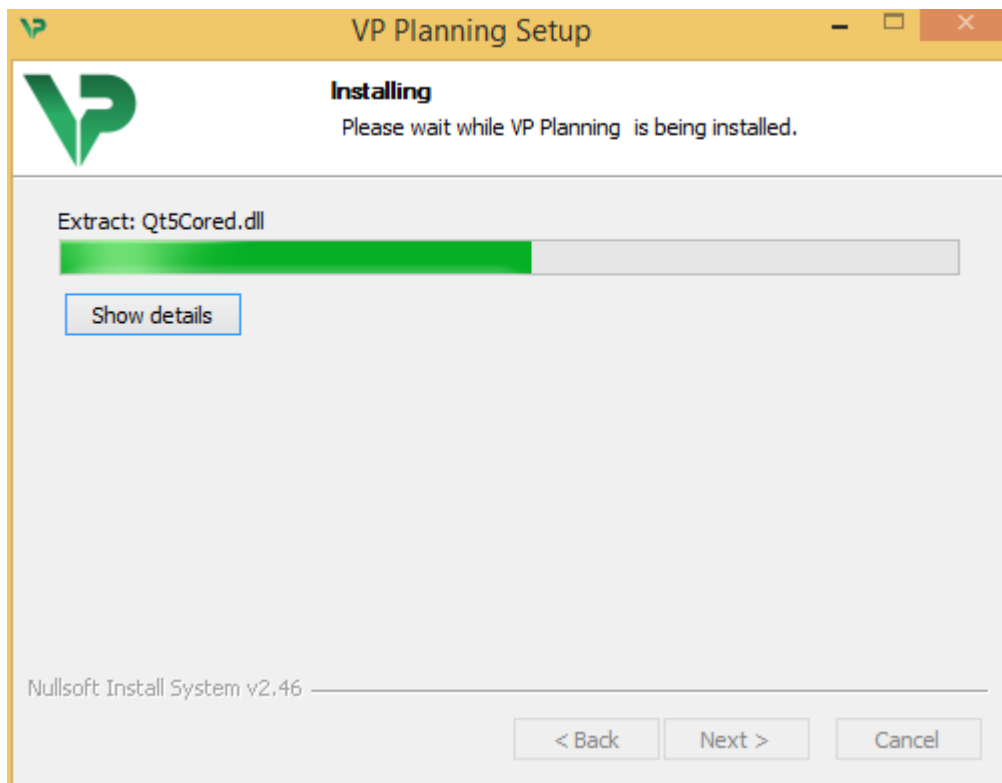 VP Planning Setup
Installing
Please wait while VP Planning  is being installed.
Extract: Qt5Cored.dll
Show details
Nullsoft Install System v2.46
< Back Next > Cancel